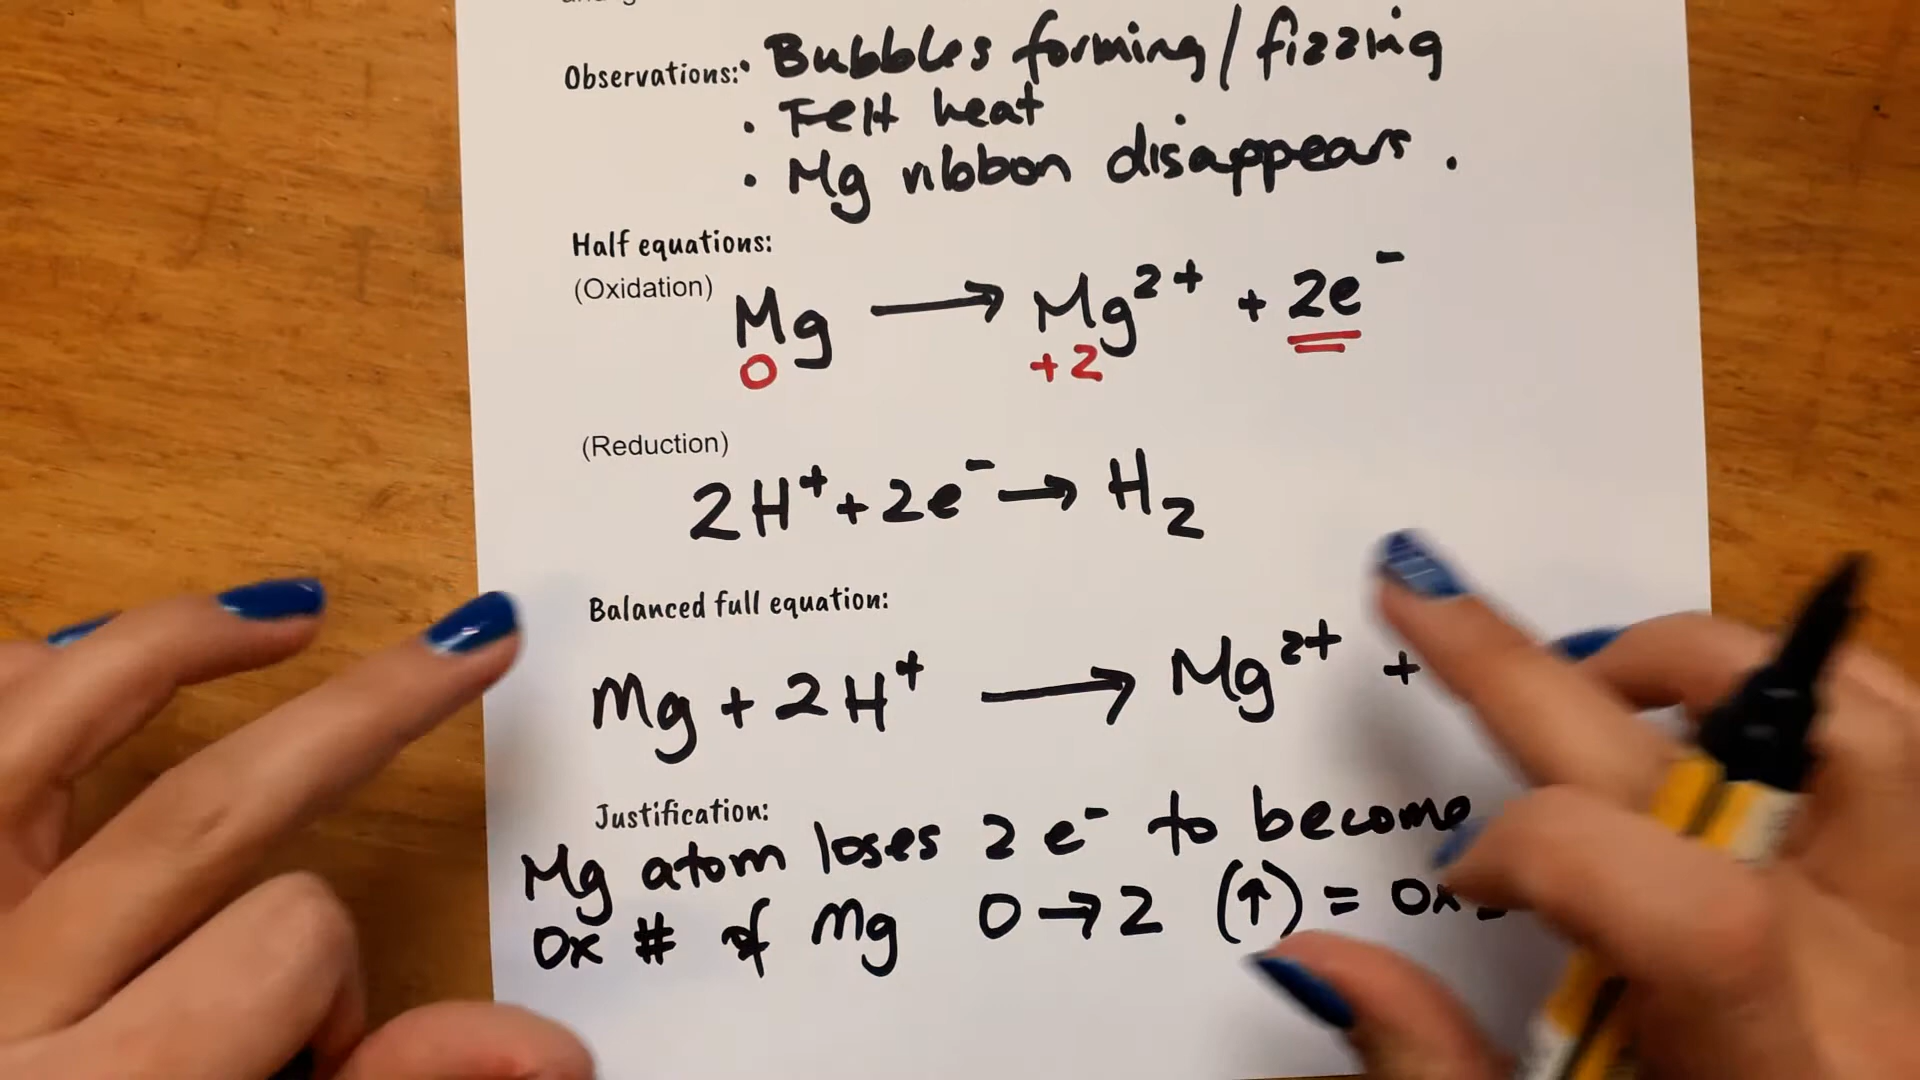 Observations: • Bubbles forming / fizzing
• Felt heat
• Mg ribbon disappears.
Half equations:
(Oxidation) Mg → Mg²⁺ + 2e⁻
0 +2
(Reduction)
2H⁺ + 2e⁻ → H₂
Balanced full equation:
Mg + 2H⁺ → Mg²⁺ +
Justification:
Mg atom loses 2e⁻ to become
Ox # of Mg 0 → 2 (↑) =